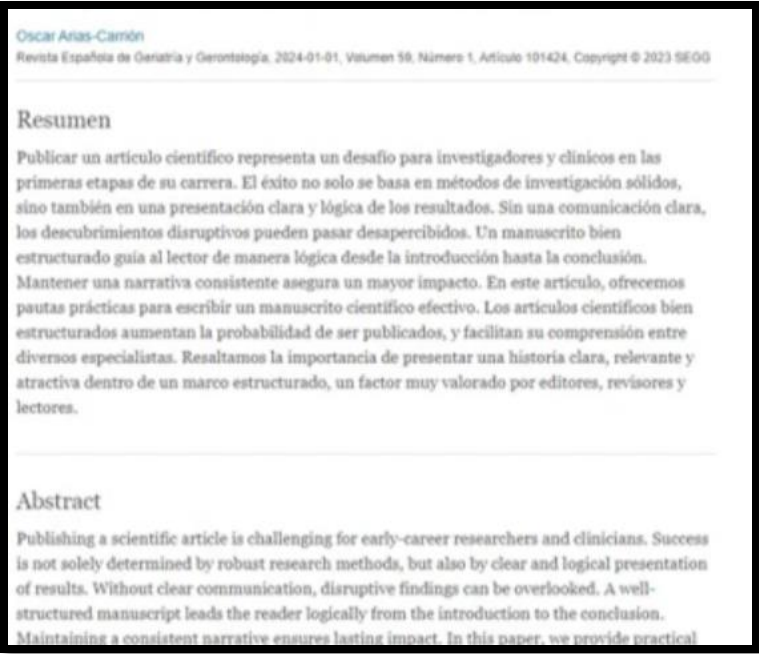 Oscar Arias-Carrión
Revista Española de Geriatría y Gerontología, 2024-01-01, Volumen 59, Número 1, Artículo 101424, Copyright © 2023 SEGG
Resumen
Publicar un artículo científico representa un desafío para investigadores y clínicos en las
primeras etapas de su carrera. El éxito no solo se basa en métodos de investigación sólidos,
sino también en una presentación clara y lógica de los resultados. Sin una comunicación clara,
los descubrimientos disruptivos pueden pasar desapercibidos. Un manuscrito bien
estructurado guía al lector de manera lógica desde la introducción hasta la conclusión.
Mantener una narrativa consistente asegura un mayor impacto. En este artículo, ofrecemos
pautas prácticas para escribir un manuscrito científico efectivo. Los artículos científicos bien
estructurados aumentan la probabilidad de ser publicados, y facilitan su comprensión entre
diversos especialistas. Resaltamos la importancia de presentar una historia clara, relevante y
atractiva dentro de un marco estructurado, un factor muy valorado por editores, revisores y
lectores.
Abstract
Publishing a scientific article is challenging for early-career researchers and clinicians. Success
is not solely determined by robust research methods, but also by clear and logical presentation
of results. Without clear communication, disruptive findings can be overlooked. A well-
structured manuscript leads the reader logically from the introduction to the conclusion.
Maintaining a consistent narrative ensures lasting impact. In this paper, we provide practical